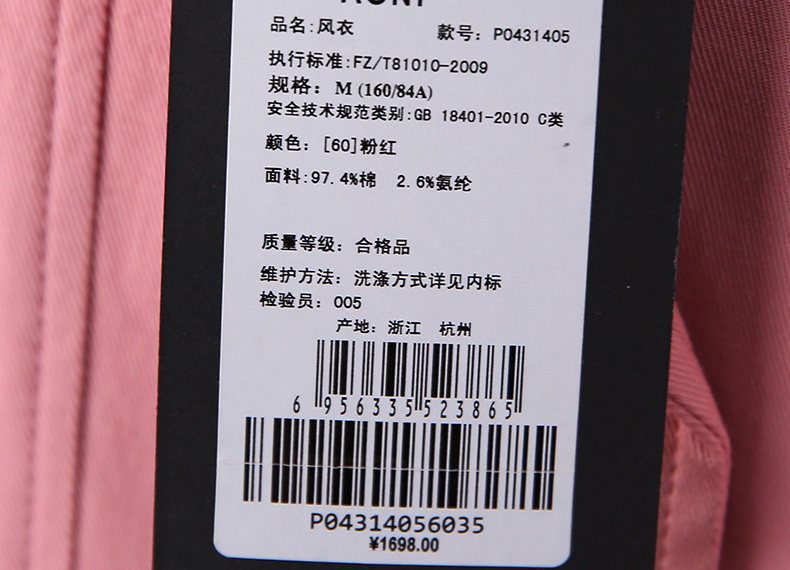 品名:风衣 款号: P0431405
执行标准:FZ/T81010-2009
规格: M (160/84A)
安全技术规范类别:GB 18401-2010 C类
颜色: [60]粉红
面料:97.4%棉 2.6%氨纶
质量等级: 合格品
维护方法: 洗涤方式详见内标
检验员: 005
产地: 浙江 杭州
6 956335523865
P04314056035
¥1698.00